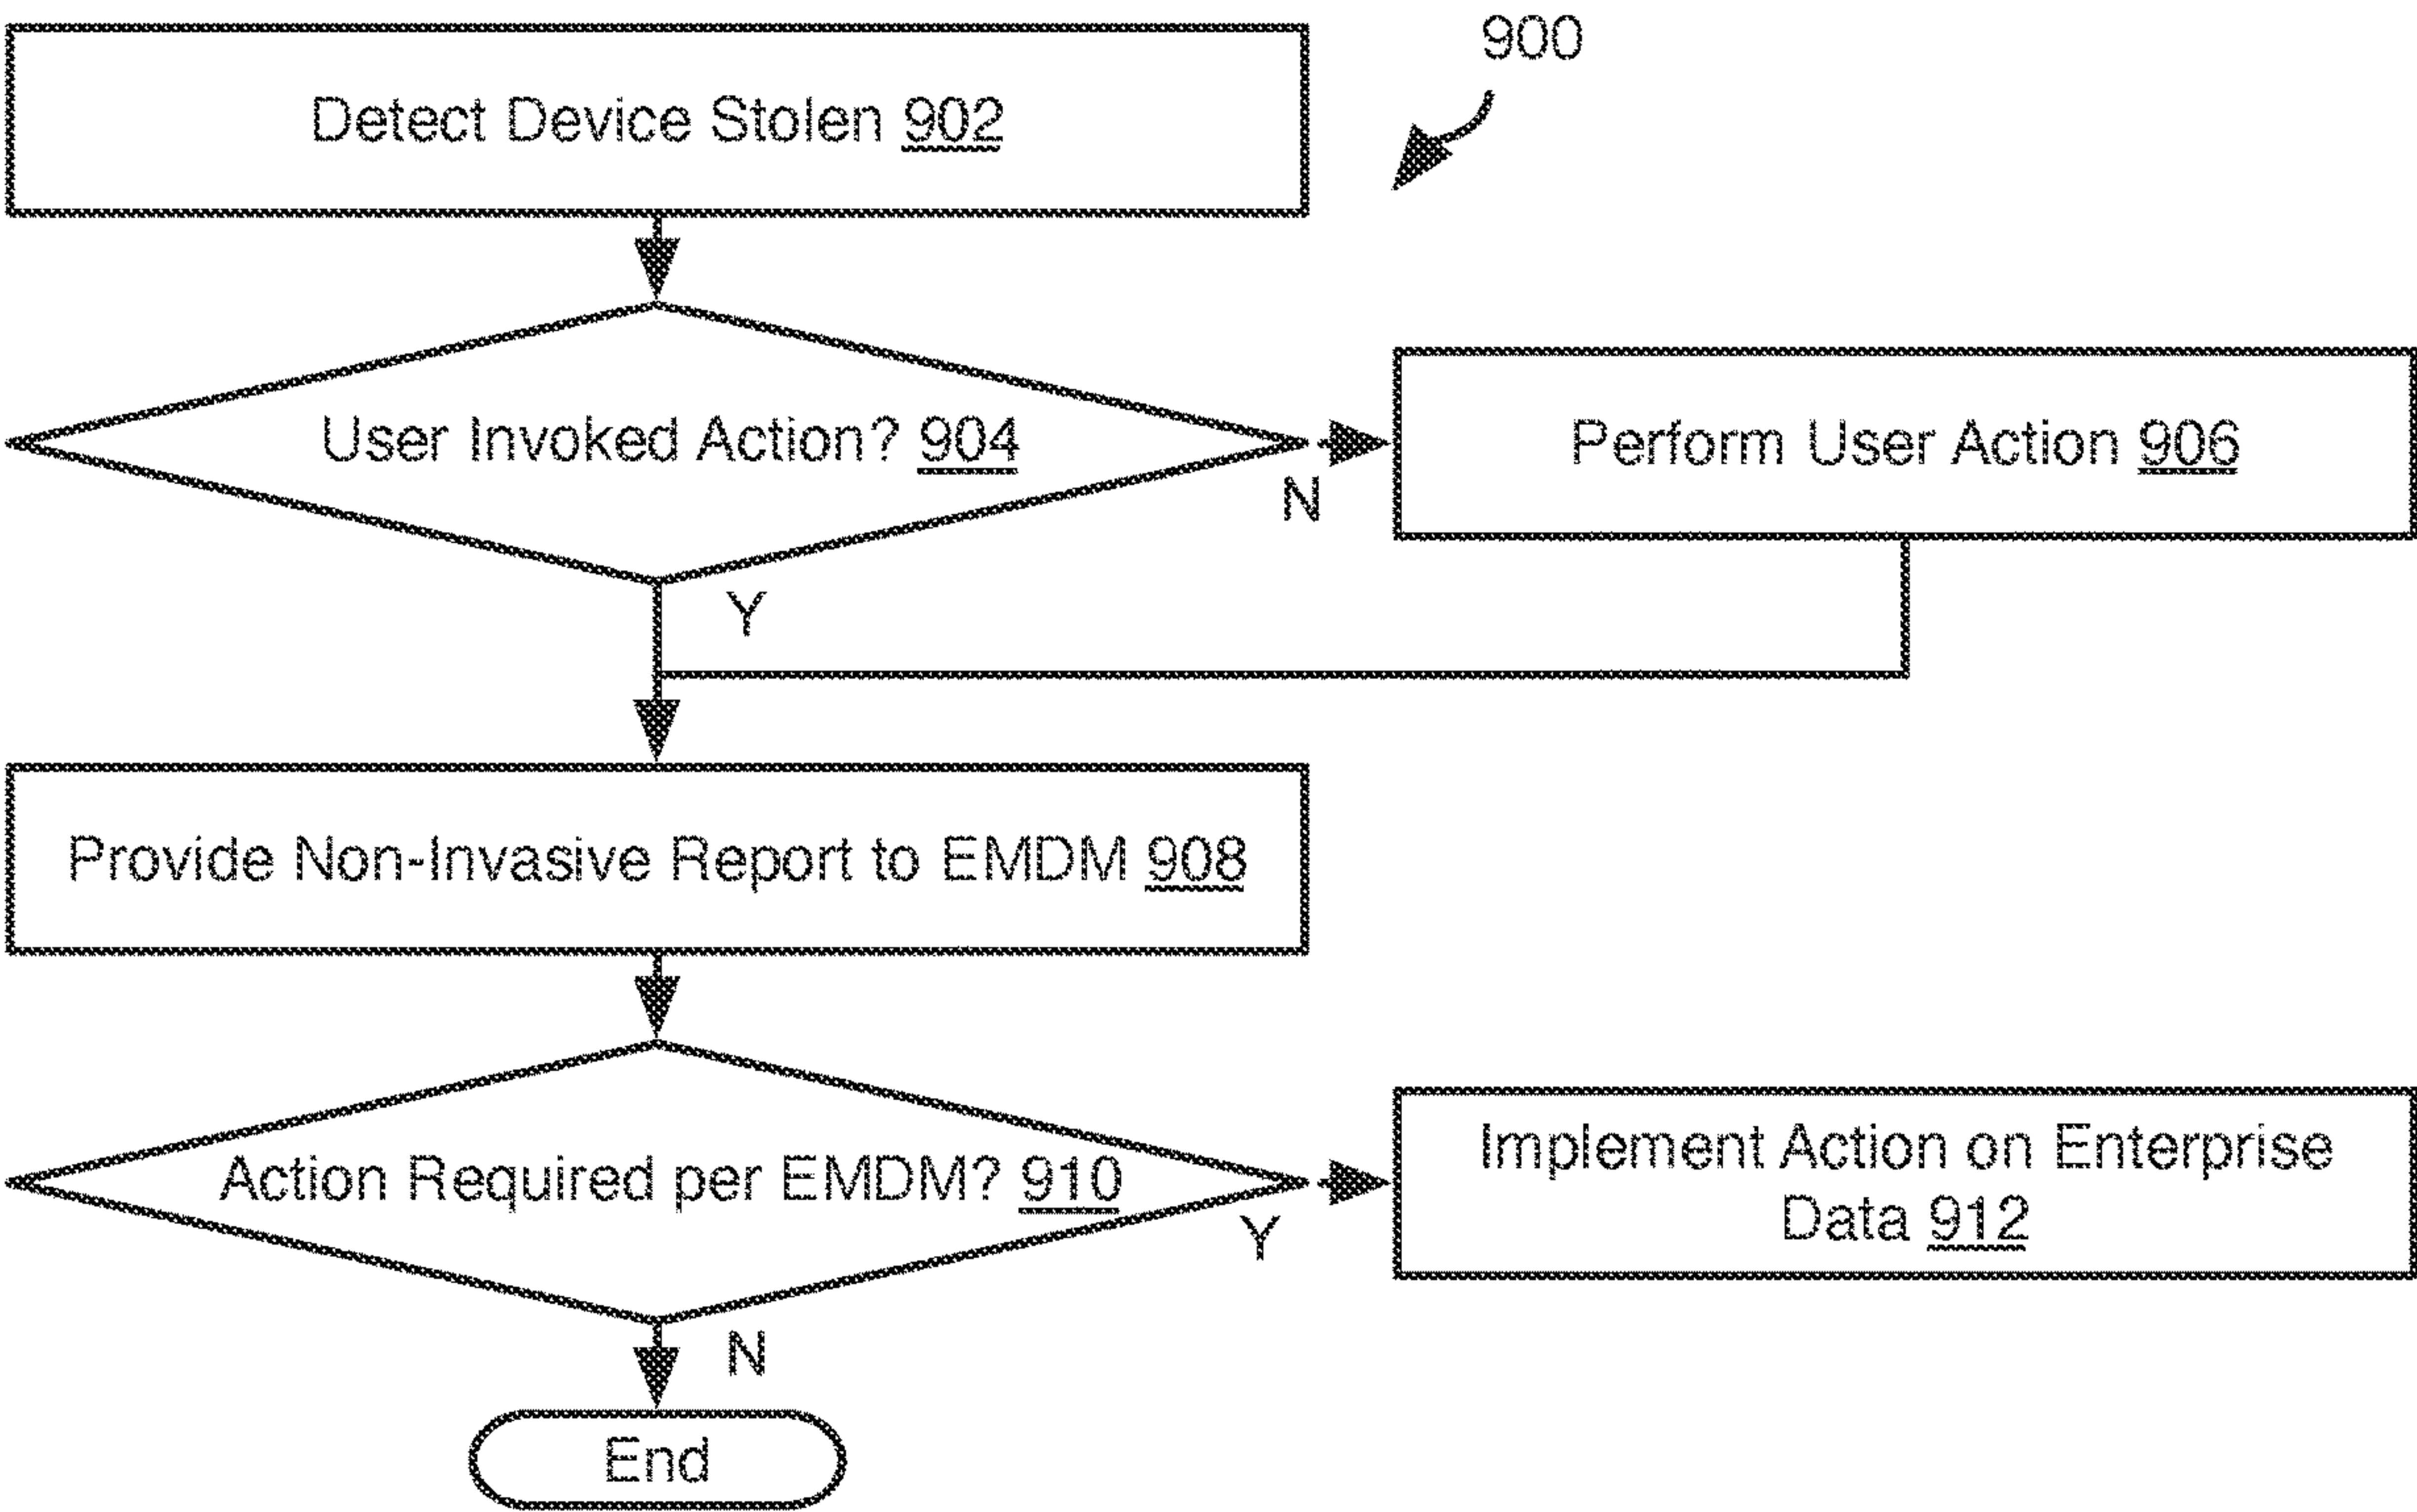 900
Detect Device Stolen 902
User Invoked Action? 904
N
Perform User Action 906
Y
Provide Non-Invasive Report to EMDM 908
Action Required per EMDM? 910
Y
Implement Action on Enterprise
Data 912
N
End